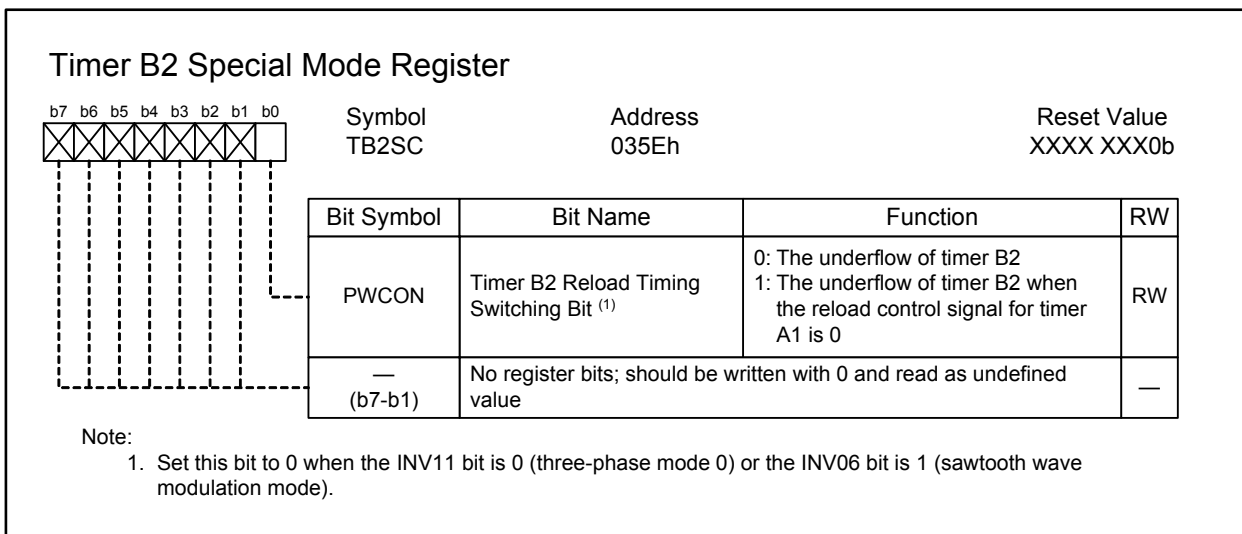 Timer B2 Special Mode Register
b7 b6 b5 b4 b3 b2 b1 b0
Symbol Address Reset Value
TB2SC 035Eh XXXX XXX0b
Bit Symbol Bit Name Function RW
PWCON
Timer B2 Reload Timing
Switching Bit (1)
0: The underflow of timer B2
1: The underflow of timer B2 when
the reload control signal for timer
A1 is 0
RW
—
(b7-b1)
No register bits; should be written with 0 and read as undefined
value
—
Note:
1. Set this bit to 0 when the INV11 bit is 0 (three-phase mode 0) or the INV06 bit is 1 (sawtooth wave
modulation mode).